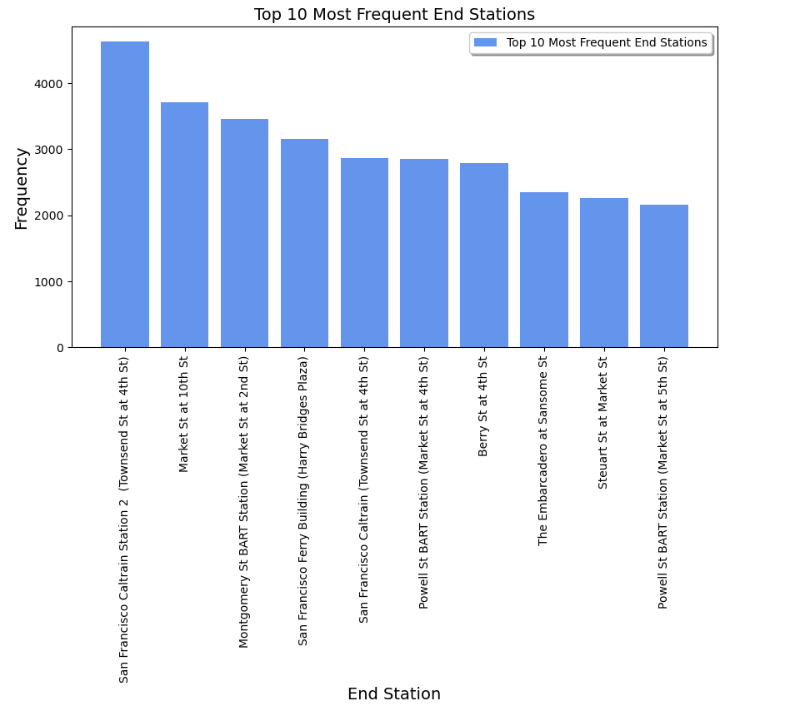 Top 10 Most Frequent End Stations
Top 10 Most Frequent End Stations
Frequency
4000
3000
2000
1000
0
San Francisco Caltrain Station 2  (Townsend St at 4th St)
Market St at 10th St
Montgomery St BART Station (Market St at 2nd St)
San Francisco Ferry Building (Harry Bridges Plaza)
San Francisco Caltrain (Townsend St at 4th St)
Powell St BART Station (Market St at 4th St)
Berry St at 4th St
The Embarcadero at Sansome St
Steuart St at Market St
Powell St BART Station (Market St at 5th St)
End Station